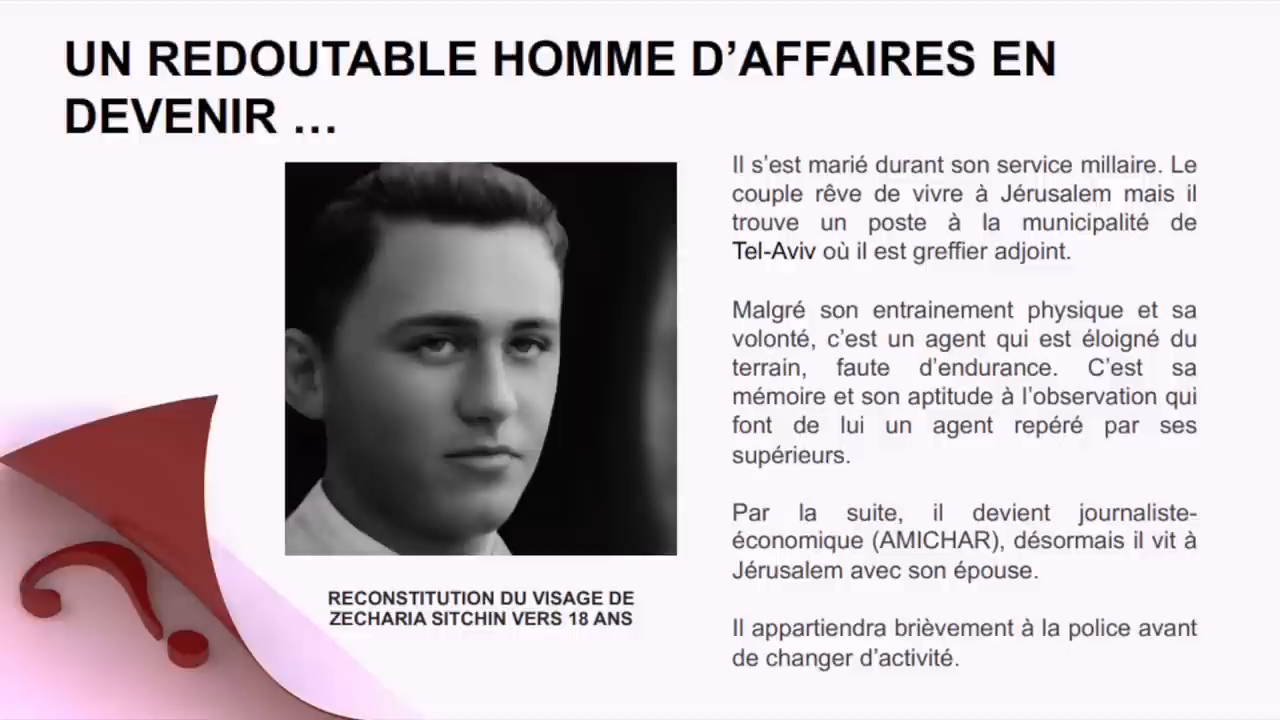 UN REDOUTABLE HOMME D’AFFAIRES EN
DEVENIR …
Il s’est marié durant son service millaire. Le
couple rêve de vivre à Jérusalem mais il
trouve un poste à la municipalité de
Tel-Aviv où il est greffier adjoint.
Malgré son entrainement physique et sa
volonté, c’est un agent qui est éloigné du
terrain, faute d’endurance. C’est sa
mémoire et son aptitude à l’observation qui
font de lui un agent repéré par ses
supérieurs.
Par la suite, il devient journaliste-
économique (AMICHAR), désormais il vit à
Jérusalem avec son épouse.
Il appartiendra brièvement à la police avant
de changer d’activité.
RECONSTITUTION DU VISAGE DE
ZECHARIA SITCHIN VERS 18 ANS